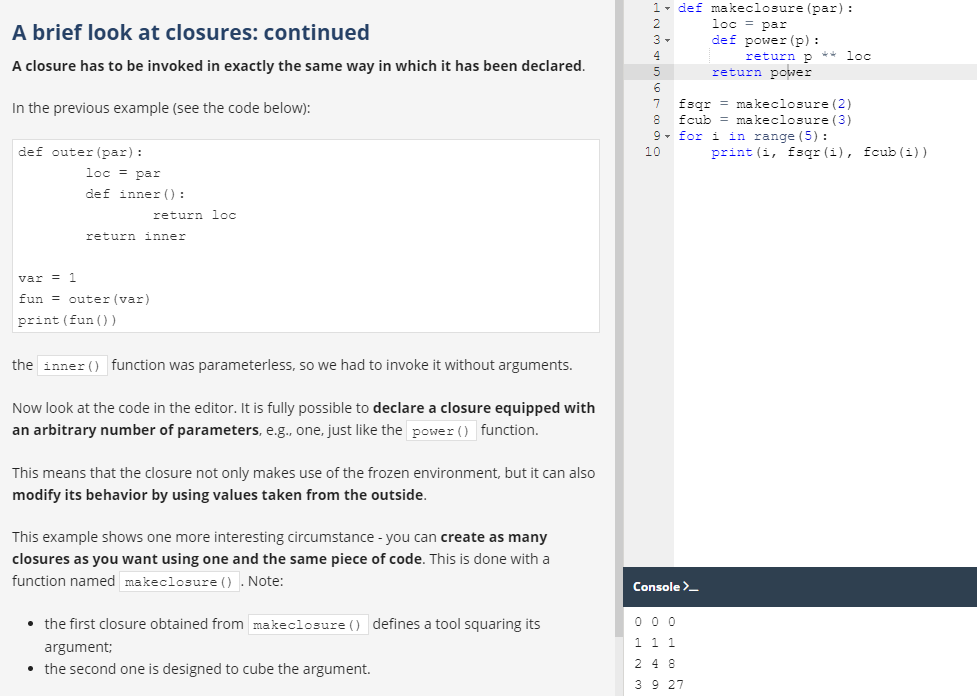 A brief look at closures: continued
A closure has to be invoked in exactly the same way in which it has been declared.
In the previous example (see the code below):
def outer(par):
        loc = par
        def inner():
                return loc
        return inner

var = 1
fun = outer(var)
print(fun())
the inner() function was parameterless, so we had to invoke it without arguments.
Now look at the code in the editor. It is fully possible to declare a closure equipped with
an arbitrary number of parameters, e.g., one, just like the power() function.
This means that the closure not only makes use of the frozen environment, but it can also
modify its behavior by using values taken from the outside.
This example shows one more interesting circumstance - you can create as many
closures as you want using one and the same piece of code. This is done with a
function named makeclosure(). Note:
• the first closure obtained from makeclosure() defines a tool squaring its
argument;
• the second one is designed to cube the argument.
1 def makeclosure(par):
2     loc = par
3     def power(p):
4         return p ** loc
5     return power
6
7 fsqr = makeclosure(2)
8 fcub = makeclosure(3)
9 for i in range(5):
10     print(i, fsqr(i), fcub(i))
Console >_
0 0 0
1 1 1
2 4 8
3 9 27